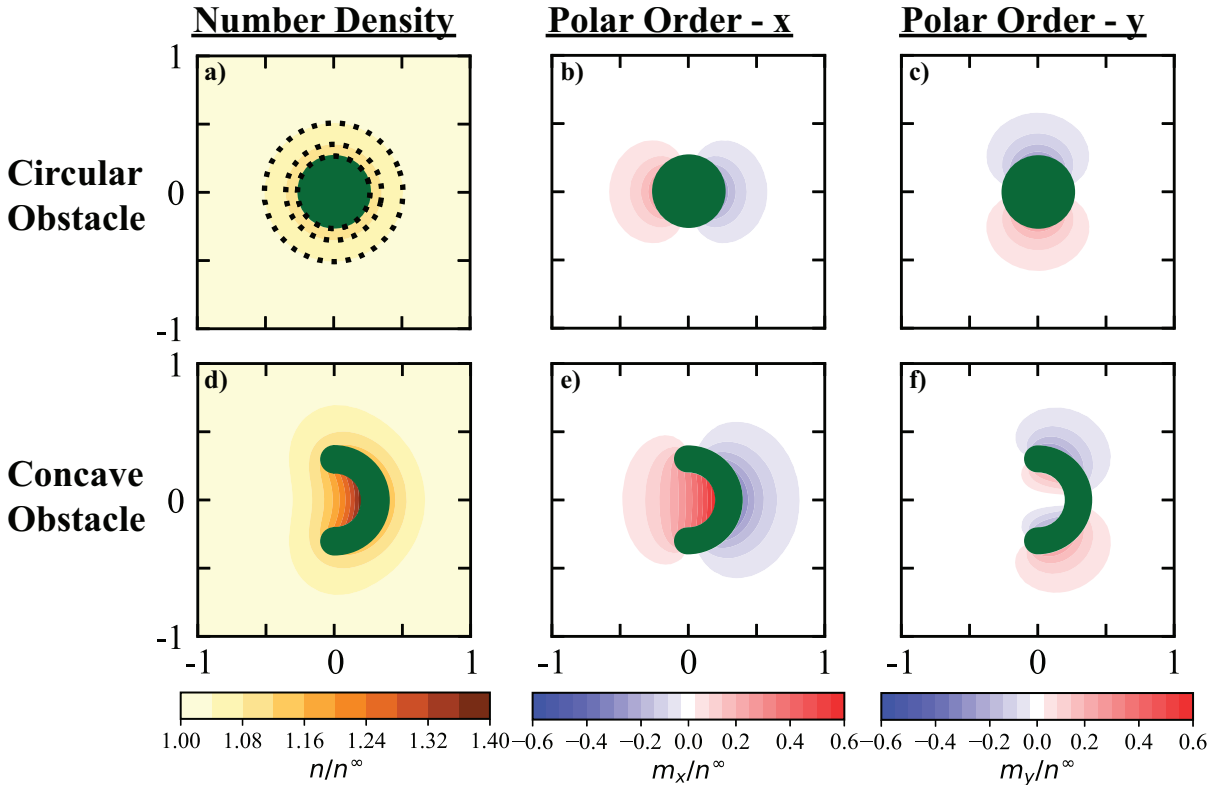 Number Density
Polar Order - x
Polar Order - y
Circular
Obstacle
1
0
-1
a)
b)
c)
Concave
Obstacle
1
0
-1
d)
e)
f)
-1 0 1
-1 0 1
-1 0 1
1.00 1.08 1.16 1.24 1.32 1.40
n/n∞
−0.6 −0.4 −0.2 0.0 0.2 0.4 0.6
mx/n∞
−0.6 −0.4 −0.2 0.0 0.2 0.4 0.6
my/n∞